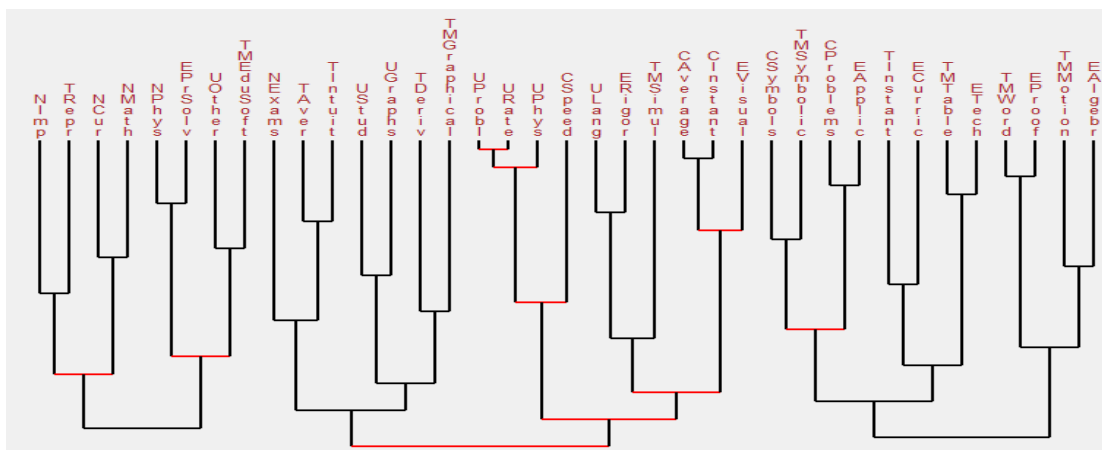 NImp
TRepr
NCur
NMath
NPhys
EPrSolv
UOther
TMEduSoft
NExams
TAver
TIntuit
UStud
UGraphs
TDeriv
TMGraphical
UProbl
URate
UPhys
CSpeed
ULang
ERigor
TMSimul
CAverage
CInstant
EVisual
CSymbols
TMSymbolic
CProblems
EApplic
TInstant
ECurric
TMTable
ETech
TMWord
EProof
TMMotion
EAlgebr